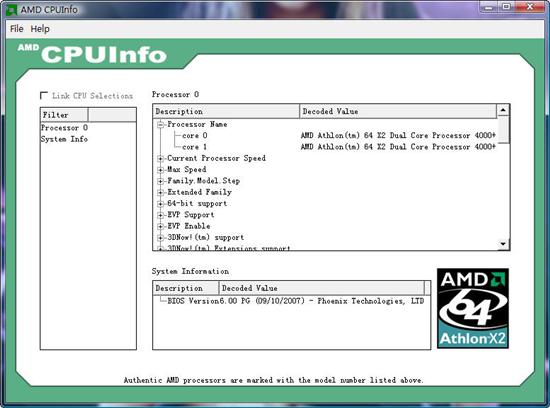 AMD CPUInfo
File Help
AMD CPUInfo
Link CPU Selections
Filter
Processor 0
System Info
Processor 0
Description Decoded Value
Processor Name
core 0 AMD Athlon(tm) 64 X2 Dual Core Processor 4000+
core 1 AMD Athlon(tm) 64 X2 Dual Core Processor 4000+
Current Processor Speed
Max Speed
Family.Model.Step
Extended Family
64-bit support
EVP Support
EVP Enable
3DNow!(tm) support
3DNow!(tm) Extensions support
System Information
Description Decoded Value
BIOS Version6.00 PG (09/10/2007) - Phoenix Technologies, LTD
AMD
64
Athlon X2
Authentic AMD processors are marked with the model number listed above.